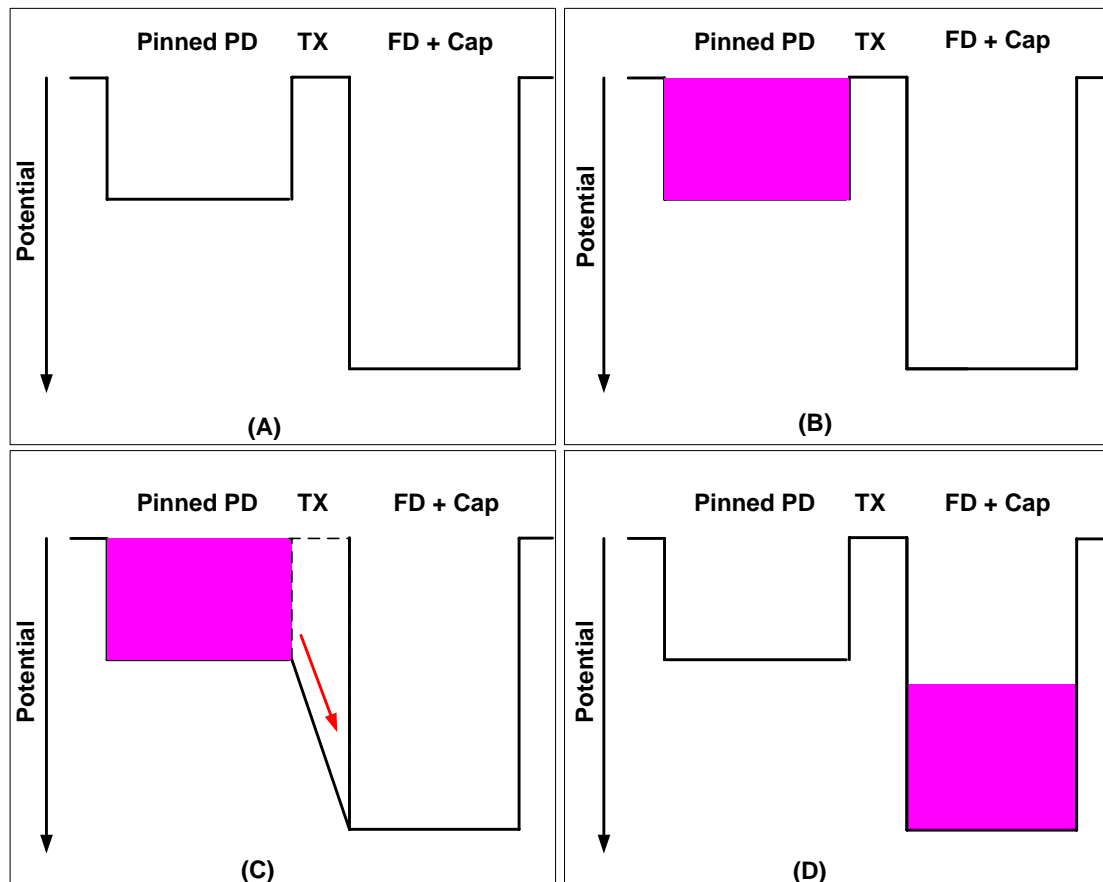 Pinned PD TX FD + Cap
Potential
(A)
Pinned PD TX FD + Cap
Potential
(B)
Pinned PD TX FD + Cap
Potential
(C)
Pinned PD TX FD + Cap
Potential
(D)